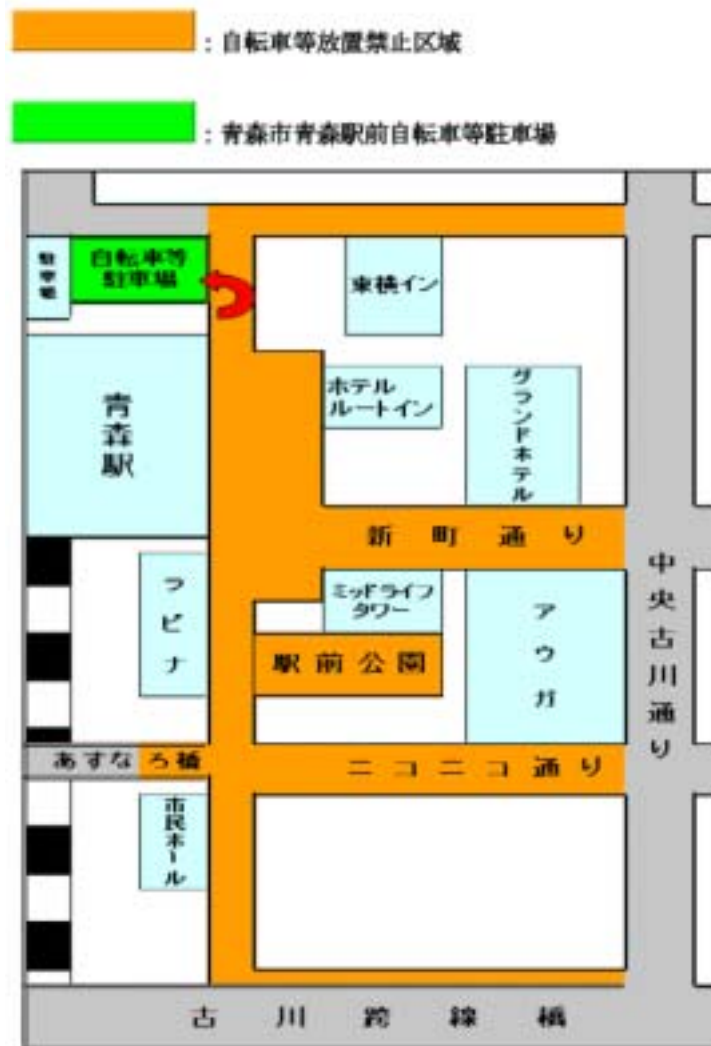 ：自転車等放置禁止区域
：青森市青森駅前自転車等駐車場
駐車場
自転車等
駐車場
東横イン
ホテル
ルートイン
グランドホテル
青森駅
新町通り
ラビナ
ミッドライフ
タワー
アウガ
駅前公園
中央古川通り
あすなろ橋
ニコニコ通り
市民ホール
古川跨線橋